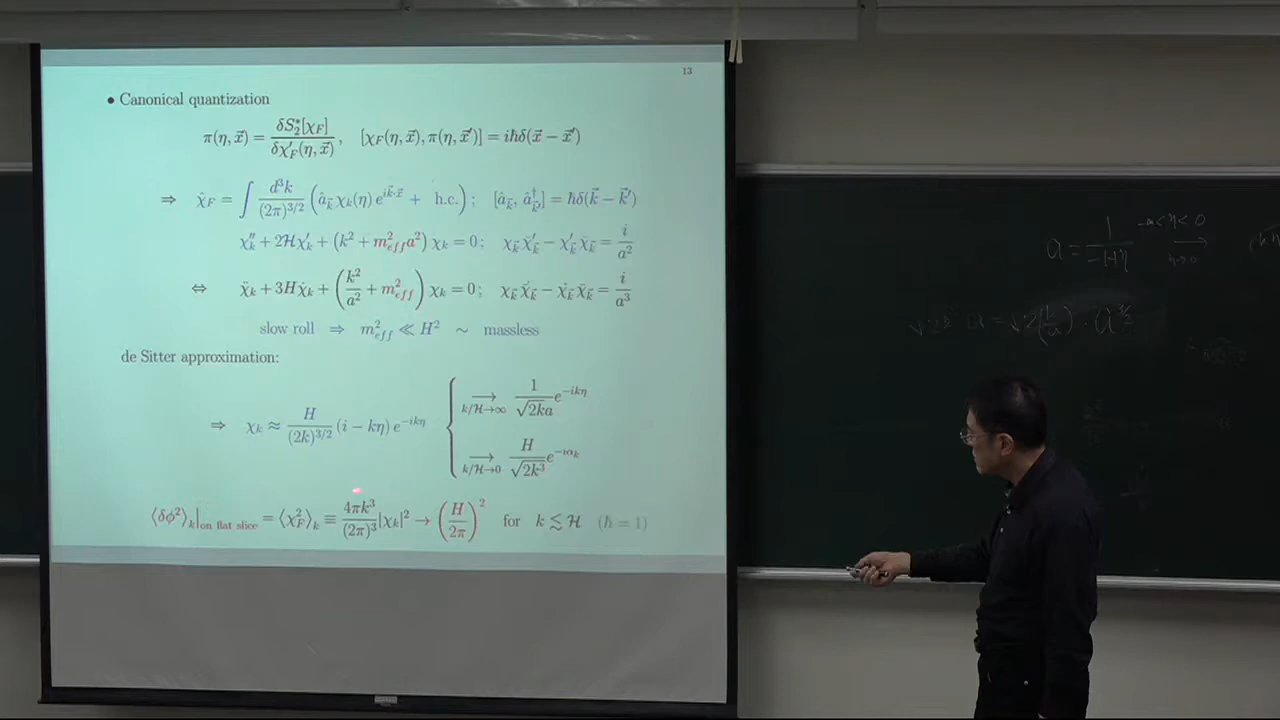 13
• Canonical quantization
π(η, x⃗) = δS₂*[χ_F] / δχ'_F(η, x⃗) , [χ_F(η, x⃗), π(η, x⃗')] = iħδ(x⃗ − x⃗')
⇒ χ̂_F = ∫ d³k/(2π)^{3/2} (â_k⃗ χ_k(η) e^{ik⃗·x⃗} + h.c.) ; [â_k⃗, â†_k⃗'] = ħδ(k⃗ − k⃗')
χ''_k + 2ℋχ'_k + (k² + m²_eff a²) χ_k = 0 ; χ_k⃗ χ̄'_k⃗ − χ'_k⃗ χ̄_k⃗ = i/a²
⇔ χ̈_k + 3Hχ̇_k + (k²/a² + m²_eff) χ_k = 0 ; χ_k⃗ χ̄̇_k⃗ − χ̇_k⃗ χ̄_k⃗ = i/a³
slow roll ⇒ m²_eff ≪ H² ∼ massless
de Sitter approximation:
⇒ χ_k ≈ H/(2k)^{3/2} (i − kη) e^{−ikη} { ⟶_{k/ℋ→∞} 1/(√2k a) e^{−ikη}
⟶_{k/ℋ→0} H/√2k³ e^{−iα_k}
⟨δϕ²⟩_k|_{on flat slice} = ⟨χ²_F⟩_k ≡ 4πk³/(2π)³ |χ_k|² → (H/2π)² for k ≲ ℋ (ħ = 1)
a = 1/−Hη